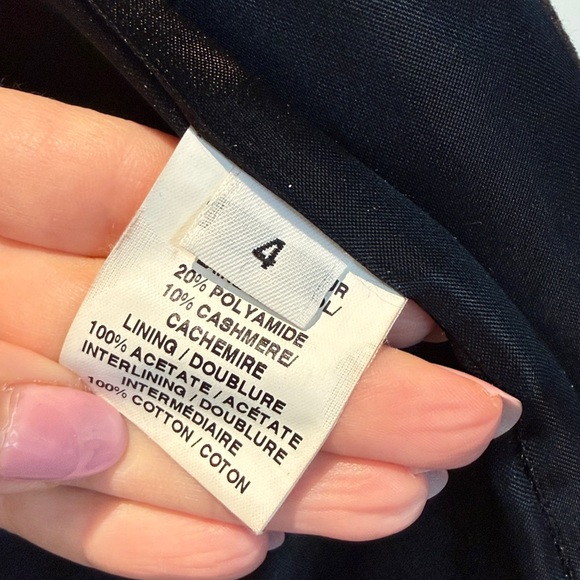 4
20% POLYAMIDE
10% CASHMERE/
CACHEMIRE
LINING / DOUBLURE
100% ACETATE / ACÉTATE
INTERLINING / DOUBLURE
INTERMÉDIAIRE
100% COTTON / COTON